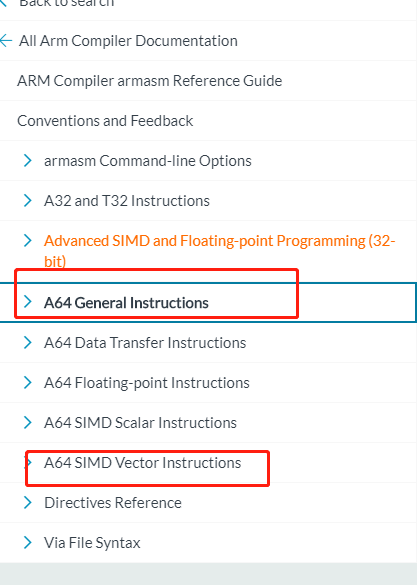 Back to search
All Arm Compiler Documentation
ARM Compiler armasm Reference Guide
Conventions and Feedback
armasm Command-line Options
A32 and T32 Instructions
Advanced SIMD and Floating-point Programming (32-
bit)
A64 General Instructions
A64 Data Transfer Instructions
A64 Floating-point Instructions
A64 SIMD Scalar Instructions
A64 SIMD Vector Instructions
Directives Reference
Via File Syntax